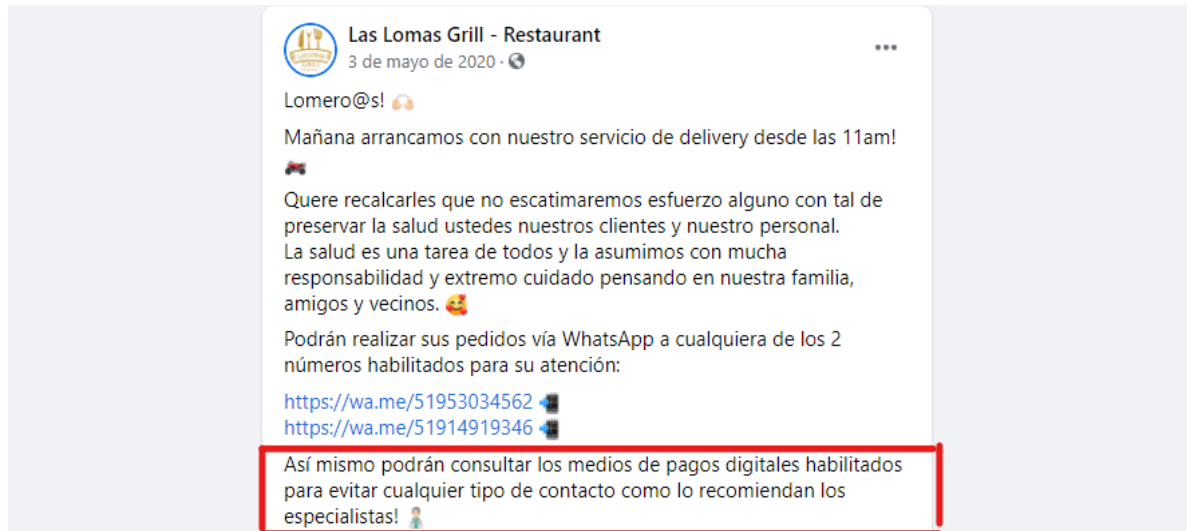 Las Lomas Grill - Restaurant
3 de mayo de 2020 ·
Lomero@s! 🙌🏻
Mañana arrancamos con nuestro servicio de delivery desde las 11am!
🏍️
Quere recalcarles que no escatimaremos esfuerzo alguno con tal de
preservar la salud ustedes nuestros clientes y nuestro personal.
La salud es una tarea de todos y la asumimos con mucha
responsabilidad y extremo cuidado pensando en nuestra familia,
amigos y vecinos. 🥰
Podrán realizar sus pedidos vía WhatsApp a cualquiera de los 2
números habilitados para su atención:
https://wa.me/51953034562 📲
https://wa.me/51914919346 📲
Así mismo podrán consultar los medios de pagos digitales habilitados
para evitar cualquier tipo de contacto como lo recomiendan los
especialistas! 👨🏻‍⚕️